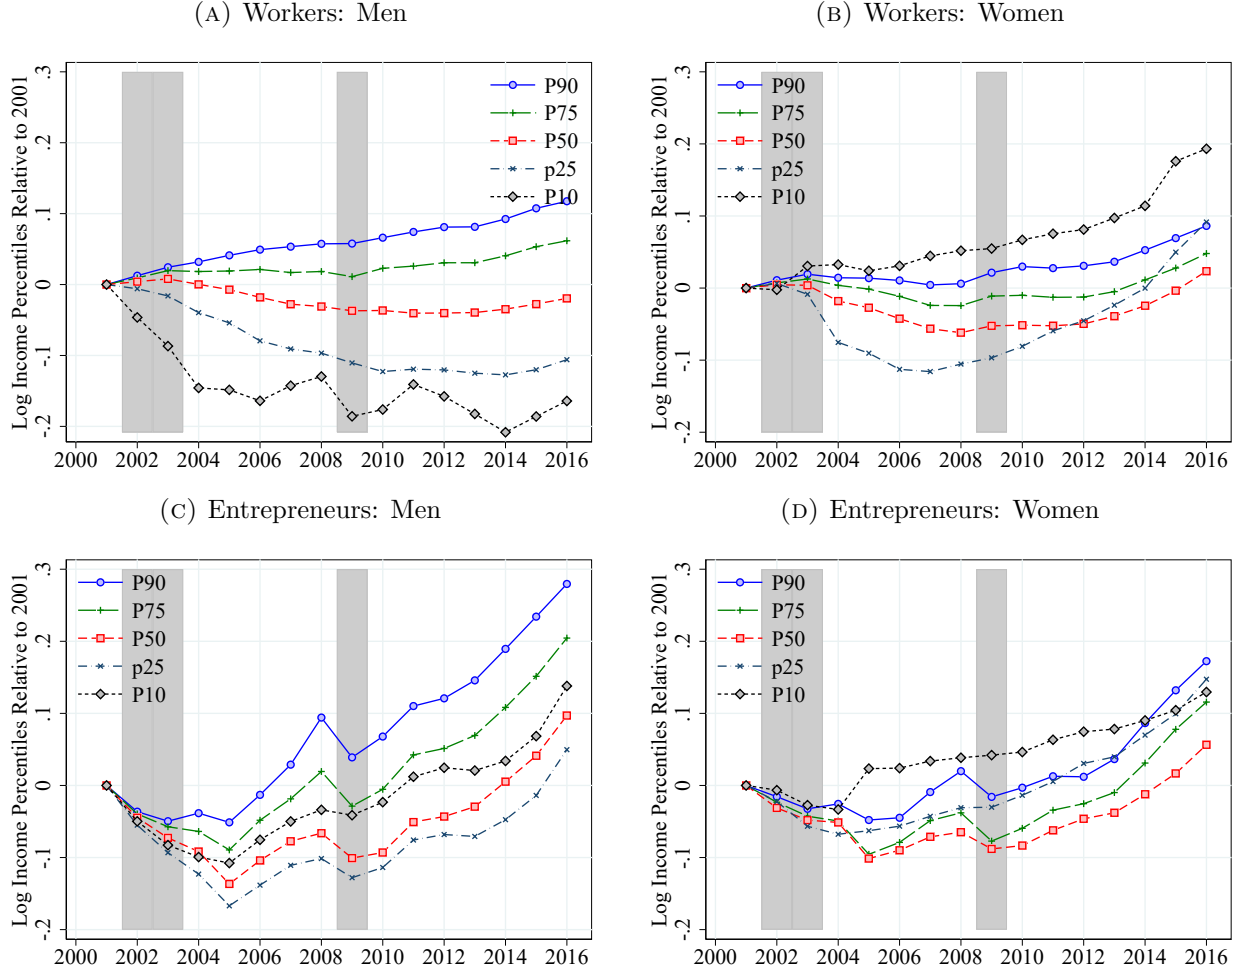 (A) Workers: Men
Log Income Percentiles Relative to 2001
.3
.2
.1
0
-.1
-.2
P90
P75
P50
p25
P10
2000 2002 2004 2006 2008 2010 2012 2014 2016
(B) Workers: Women
Log Income Percentiles Relative to 2001
.3
.2
.1
0
-.1
-.2
P90
P75
P50
p25
P10
2000 2002 2004 2006 2008 2010 2012 2014 2016
(C) Entrepreneurs: Men
Log Income Percentiles Relative to 2001
.3
.2
.1
0
-.1
-.2
P90
P75
P50
p25
P10
2000 2002 2004 2006 2008 2010 2012 2014 2016
(D) Entrepreneurs: Women
Log Income Percentiles Relative to 2001
.3
.2
.1
0
-.1
-.2
P90
P75
P50
p25
P10
2000 2002 2004 2006 2008 2010 2012 2014 2016